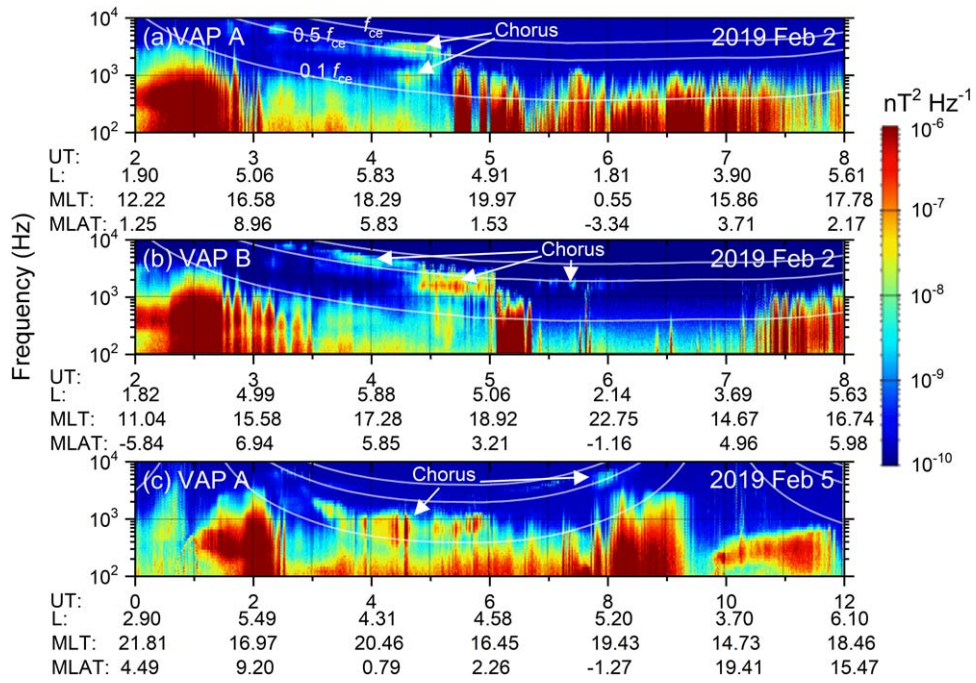 (a)VAP A 0.5 fce fce Chorus 2019 Feb 2
0.1 fce
10⁴
10³
10²
UT: 2 3 4 5 6 7 8
L: 1.90 5.06 5.83 4.91 1.81 3.90 5.61
MLT: 12.22 16.58 18.29 19.97 0.55 15.86 17.78
MLAT: 1.25 8.96 5.83 1.53 -3.34 3.71 2.17
nT² Hz⁻¹
10⁻⁶
10⁻⁷
10⁻⁸
10⁻⁹
10⁻¹⁰
Frequency (Hz)
(b) VAP B Chorus 2019 Feb 2
10⁴
10³
10²
UT: 2 3 4 5 6 7 8
L: 1.82 4.99 5.88 5.06 2.14 3.69 5.63
MLT: 11.04 15.58 17.28 18.92 22.75 14.67 16.74
MLAT: -5.84 6.94 5.85 3.21 -1.16 4.96 5.98
(c) VAP A Chorus 2019 Feb 5
10⁴
10³
10²
UT: 0 2 4 6 8 10 12
L: 2.90 5.49 4.31 4.58 5.20 3.70 6.10
MLT: 21.81 16.97 20.46 16.45 19.43 14.73 18.46
MLAT: 4.49 9.20 0.79 2.26 -1.27 19.41 15.47